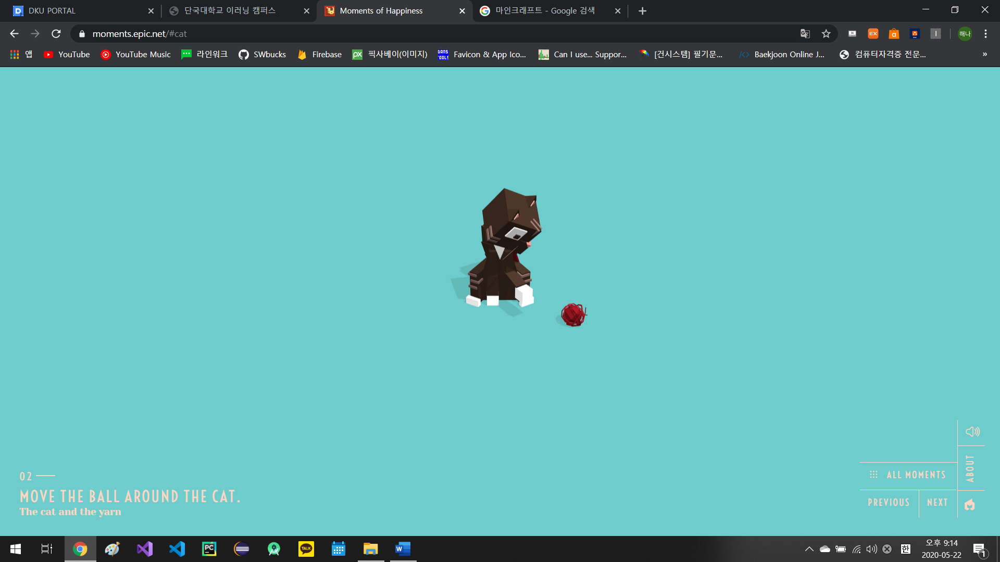 DKU PORTAL
단국대학교 이러닝 캠퍼스
Moments of Happiness
마인크래프트 - Google 검색
moments.epic.net/#cat
해나
앱
YouTube
YouTube Music
라인워크
SWbucks
Firebase
픽사베이(이미지)
Favicon & App Ico...
Can I use... Suppor...
[건시스템] 필기문...
Baekjoon Online J...
컴퓨터자격증 전문...
»
02
MOVE THE BALL AROUND THE CAT.
The cat and the yarn
ABOUT
ALL MOMENTS
PREVIOUS
NEXT
한
오후 9:14
2020-05-22
1